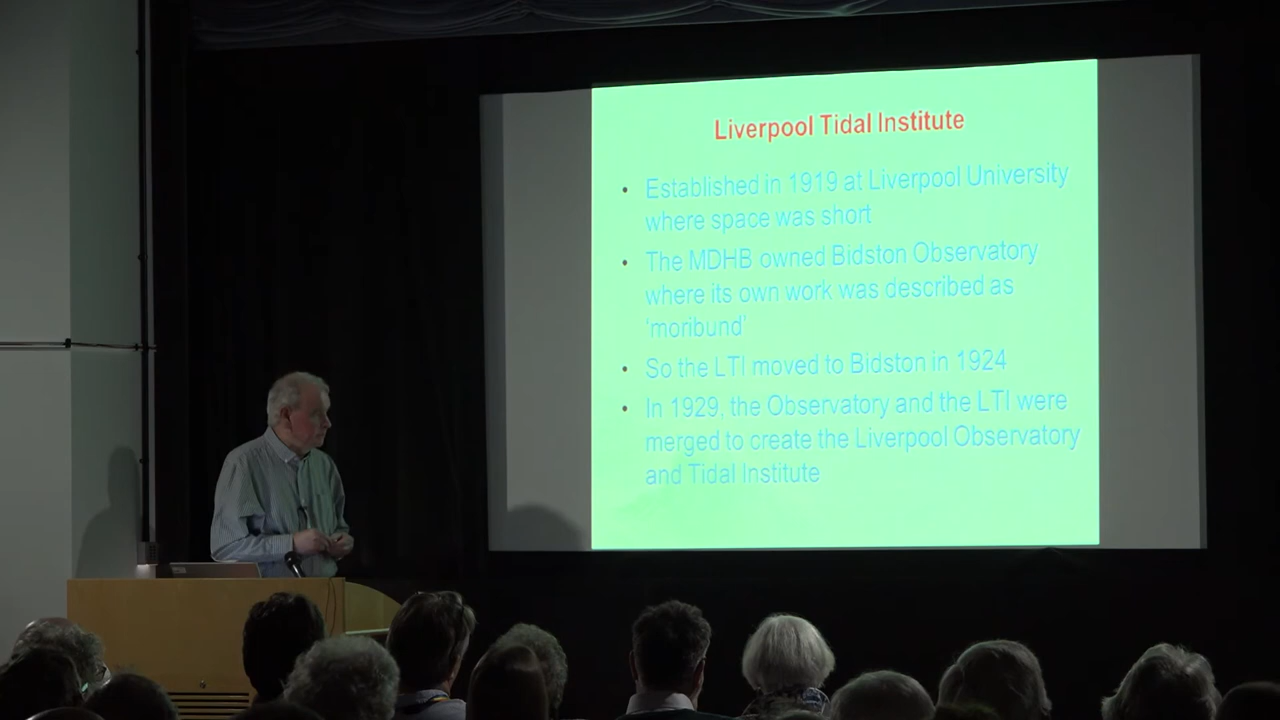 Liverpool Tidal Institute
• Established in 1919 at Liverpool University
where space was short
• The MDHB owned Bidston Observatory
where its own work was described as
'moribund'
• So the LTI moved to Bidston in 1924
• In 1929, the Observatory and the LTI were
merged to create the Liverpool Observatory
and Tidal Institute